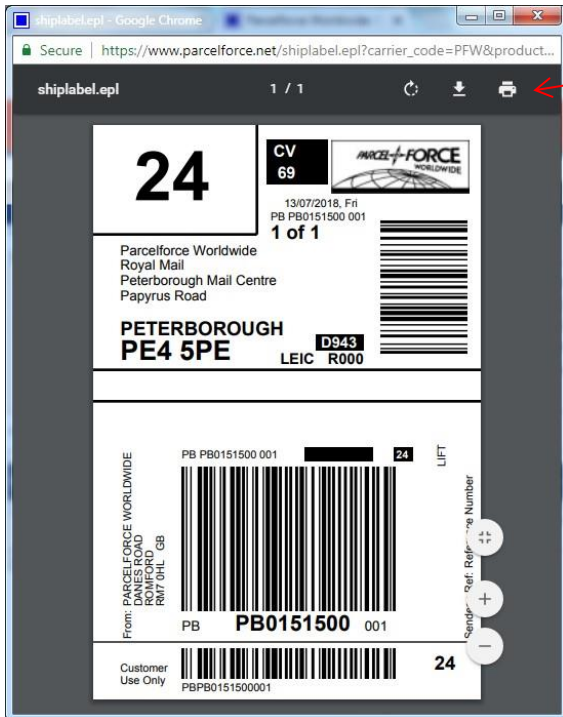 shiplabel.epl - Google Chrome
Secure https://www.parcelforce.net/shiplabel.epl?carrier_code=PFW&product...
shiplabel.epl 1 / 1
24
CV
69
PARCEL FORCE
WORLDWIDE
13/07/2018, Fri
PB PB0151500 001
1 of 1
Parcelforce Worldwide
Royal Mail
Peterborough Mail Centre
Papyrus Road
PETERBOROUGH
PE4 5PE
D943
LEIC R000
PB PB0151500 001 24
LIFT
From: PARCELFORCE WORLDWIDE
DANES ROAD
ROMFORD
RM7 0HL GB
Ref: Reference Number
PB PB0151500 001
Customer
Use Only
PBPB0151500001
24